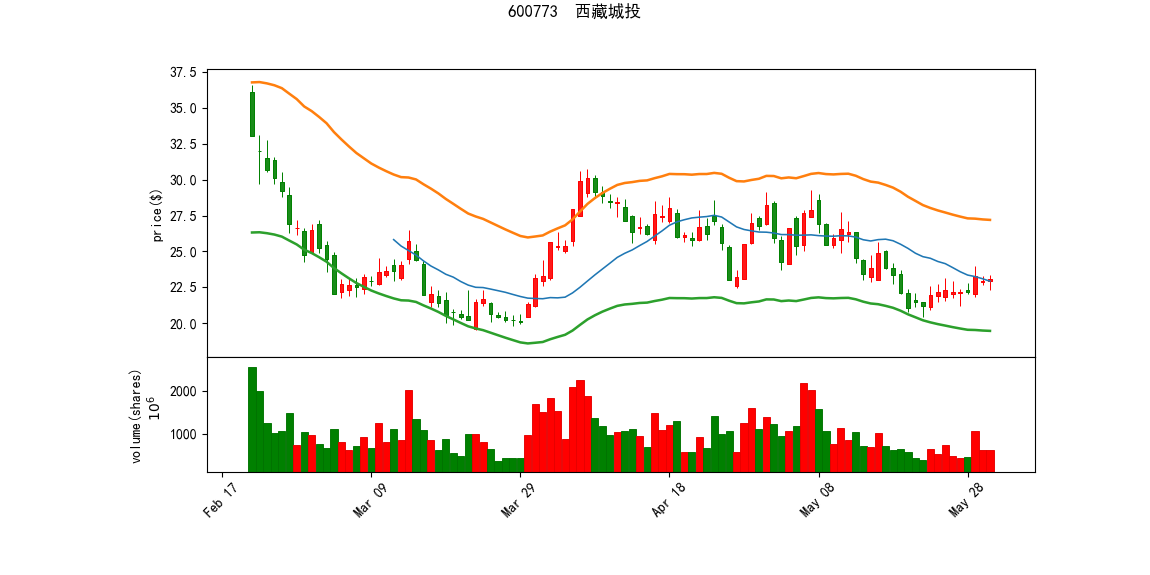 600773 西藏城投
37.5
35.0
32.5
30.0
27.5
25.0
22.5
20.0
price($)
2000
1000
volume(shares)
10^6
Feb 17
Mar 09
Mar 29
Apr 18
May 08
May 28